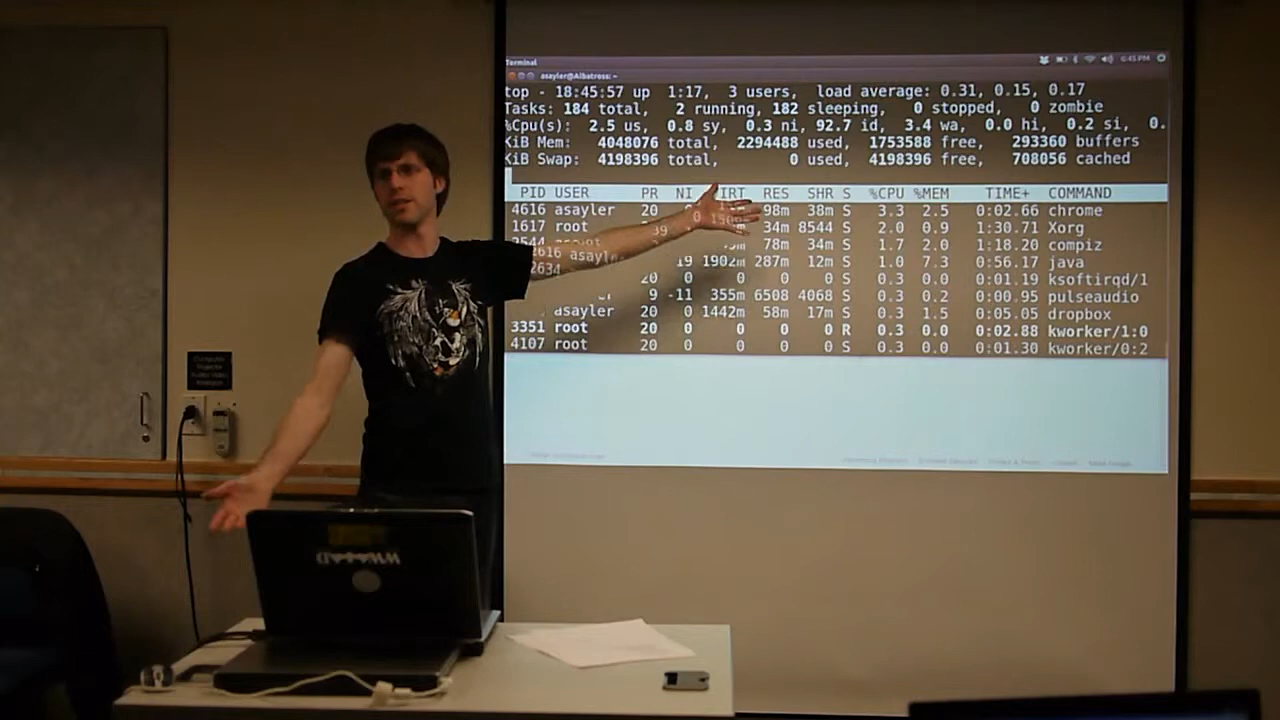 Terminal
6:45 PM
asayler@Albatross: ~
top - 18:45:57 up 1:17, 3 users, load average: 0.31, 0.15, 0.17
Tasks: 184 total, 2 running, 182 sleeping, 0 stopped, 0 zombie
%Cpu(s): 2.5 us, 0.8 sy, 0.3 ni, 92.7 id, 3.4 wa, 0.0 hi, 0.2 si, 0.
KiB Mem: 4048076 total, 2294488 used, 1753588 free, 293360 buffers
KiB Swap: 4198396 total, 0 used, 4198396 free, 708056 cached
PID USER PR NI IRT RES SHR S %CPU %MEM TIME+ COMMAND
4616 asayler 20 98m 38m S 3.3 2.5 0:02.66 chrome
1617 root 39 0 34m 8544 S 2.0 0.9 1:30.71 Xorg
2544 78m 34m S 1.7 2.0 1:18.20 compiz
2616 asayler 19 1902m 287m 12m S 1.0 7.3 0:56.17 java
20 0 0 0 0 S 0.3 0.0 0:01.19 ksoftirqd/1
2634 9 -11 355m 6508 4068 S 0.3 0.2 0:00.95 pulseaudio
asayler 20 0 1442m 58m 17m S 0.3 1.5 0:05.05 dropbox
3351 root 20 0 0 0 0 R 0.3 0.0 0:02.88 kworker/1:0
4107 root 20 0 0 0 0 S 0.3 0.0 0:01.30 kworker/0:2